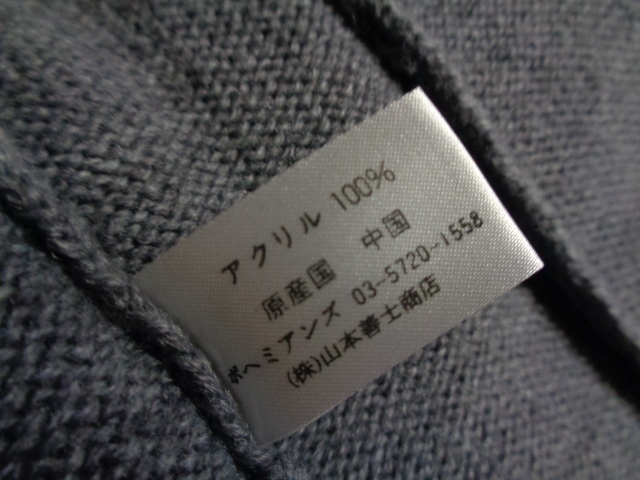 アクリル 100%
原産国 中国
ボヘミアンズ 03-5720-1558
(株)山本善士商店